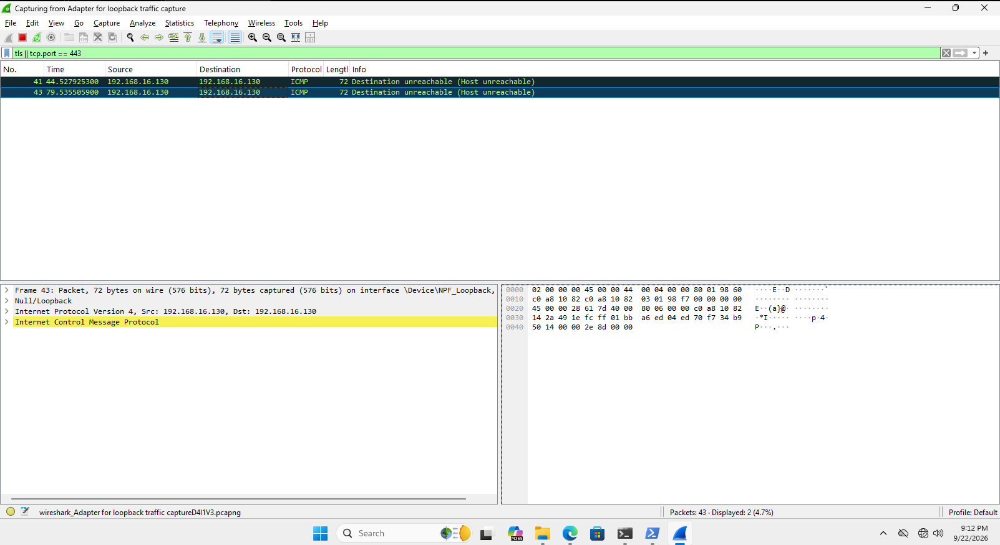 Capturing from Adapter for loopback traffic capture
File Edit View Go Capture Analyze Statistics Telephony Wireless Tools Help
tls || tcp.port == 443
No. Time Source Destination Protocol Lengtl Info
41 44.527925300 192.168.16.130 192.168.16.130 ICMP 72 Destination unreachable (Host unreachable)
43 79.535505900 192.168.16.130 192.168.16.130 ICMP 72 Destination unreachable (Host unreachable)
Frame 43: Packet, 72 bytes on wire (576 bits), 72 bytes captured (576 bits) on interface \Device\NPF_Loopback,
Null/Loopback
Internet Protocol Version 4, Src: 192.168.16.130, Dst: 192.168.16.130
Internet Control Message Protocol
0000 02 00 00 00 45 00 00 44 00 04 00 00 80 01 98 60 ····E··D ·······`
0010 c0 a8 10 82 c0 a8 10 82 03 01 98 f7 00 00 00 00 ········ ········
0020 45 00 00 28 61 7d 40 00 80 06 00 00 c0 a8 10 82 E··(a}@· ········
0030 14 2a 49 1e fc ff 01 bb a6 ed 04 ed 70 f7 34 b9 ·*I····· ····p·4·
0040 50 14 00 00 2e 8d 00 00 P···.···
wireshark_Adapter for loopback traffic captureD4I1V3.pcapng
Packets: 43 · Displayed: 2 (4.7%)
Profile: Default
Search
M365
9:12 PM
9/22/2026